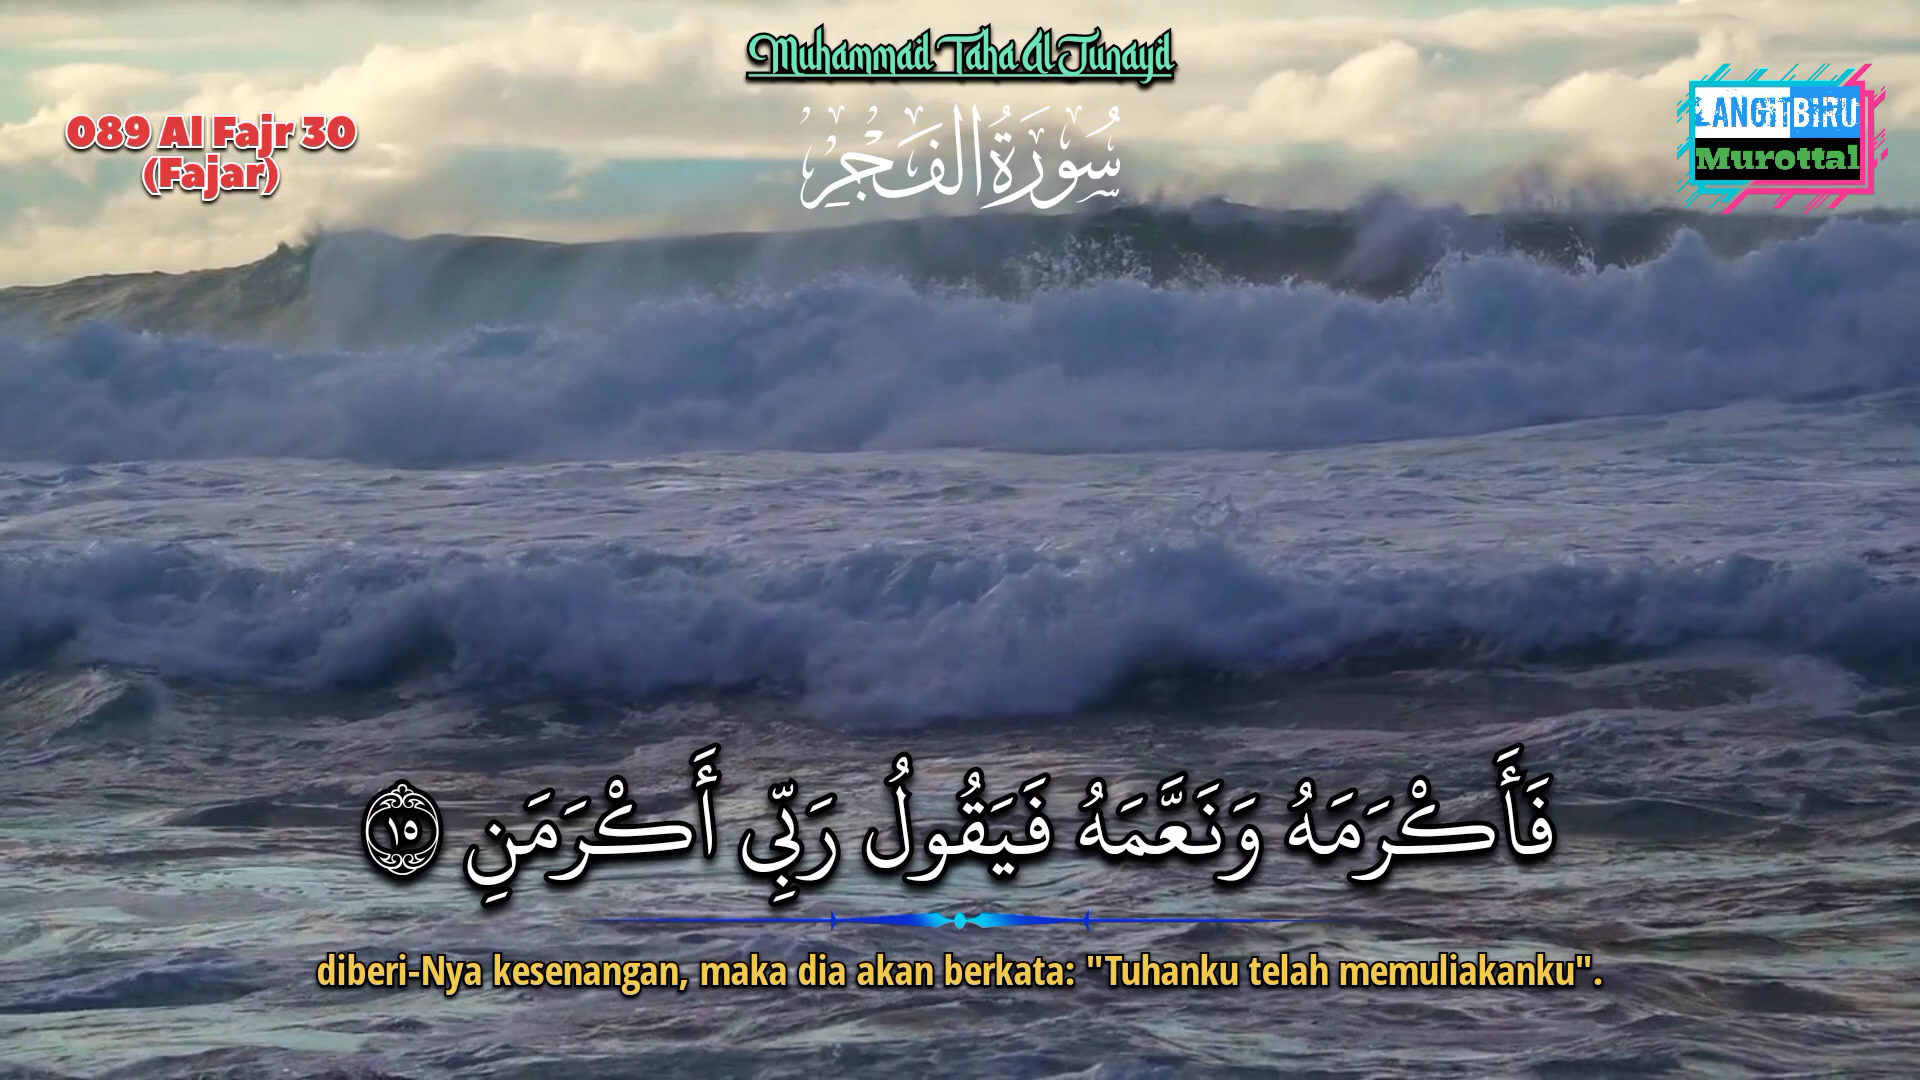 Muhammad Taha Al Junayd
089 Al Fajr 30
(Fajar)
سُورَةُ الفَجْرِ
LANGITBIRU
Murottal
فَأَكْرَمَهُ وَنَعَّمَهُ فَيَقُولُ رَبِّي أَكْرَمَنِ ١٥
diberi-Nya kesenangan, maka dia akan berkata: "Tuhanku telah memuliakanku".